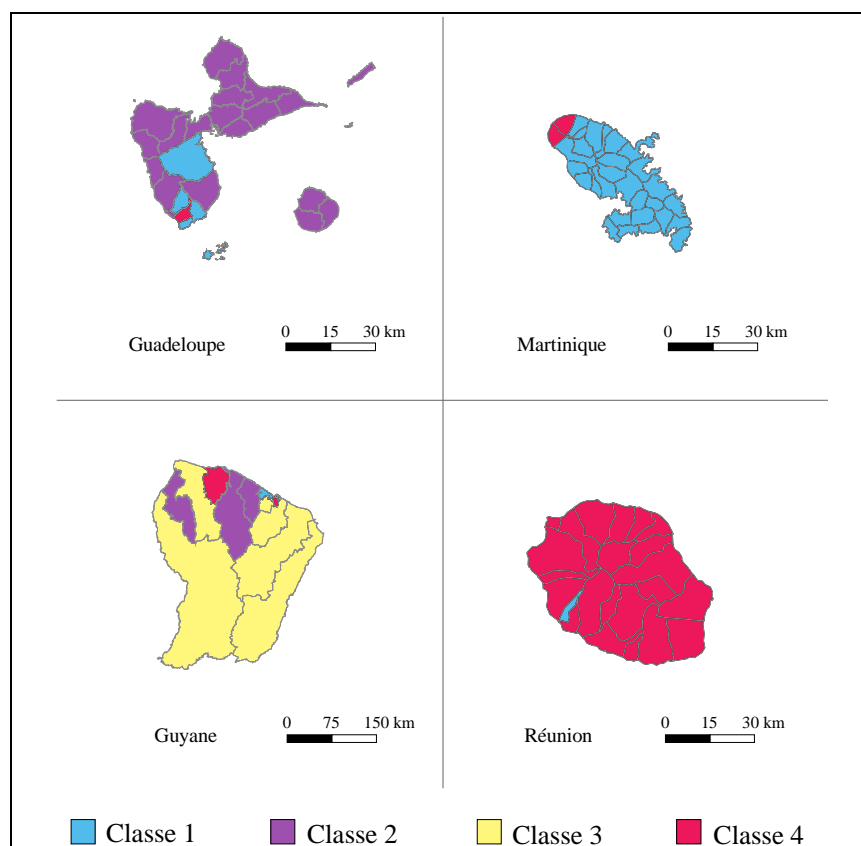 0 15 30 km
Guadeloupe
0 15 30 km
Martinique
0 75 150 km
Guyane
0 15 30 km
Réunion
Classe 1
Classe 2
Classe 3
Classe 4